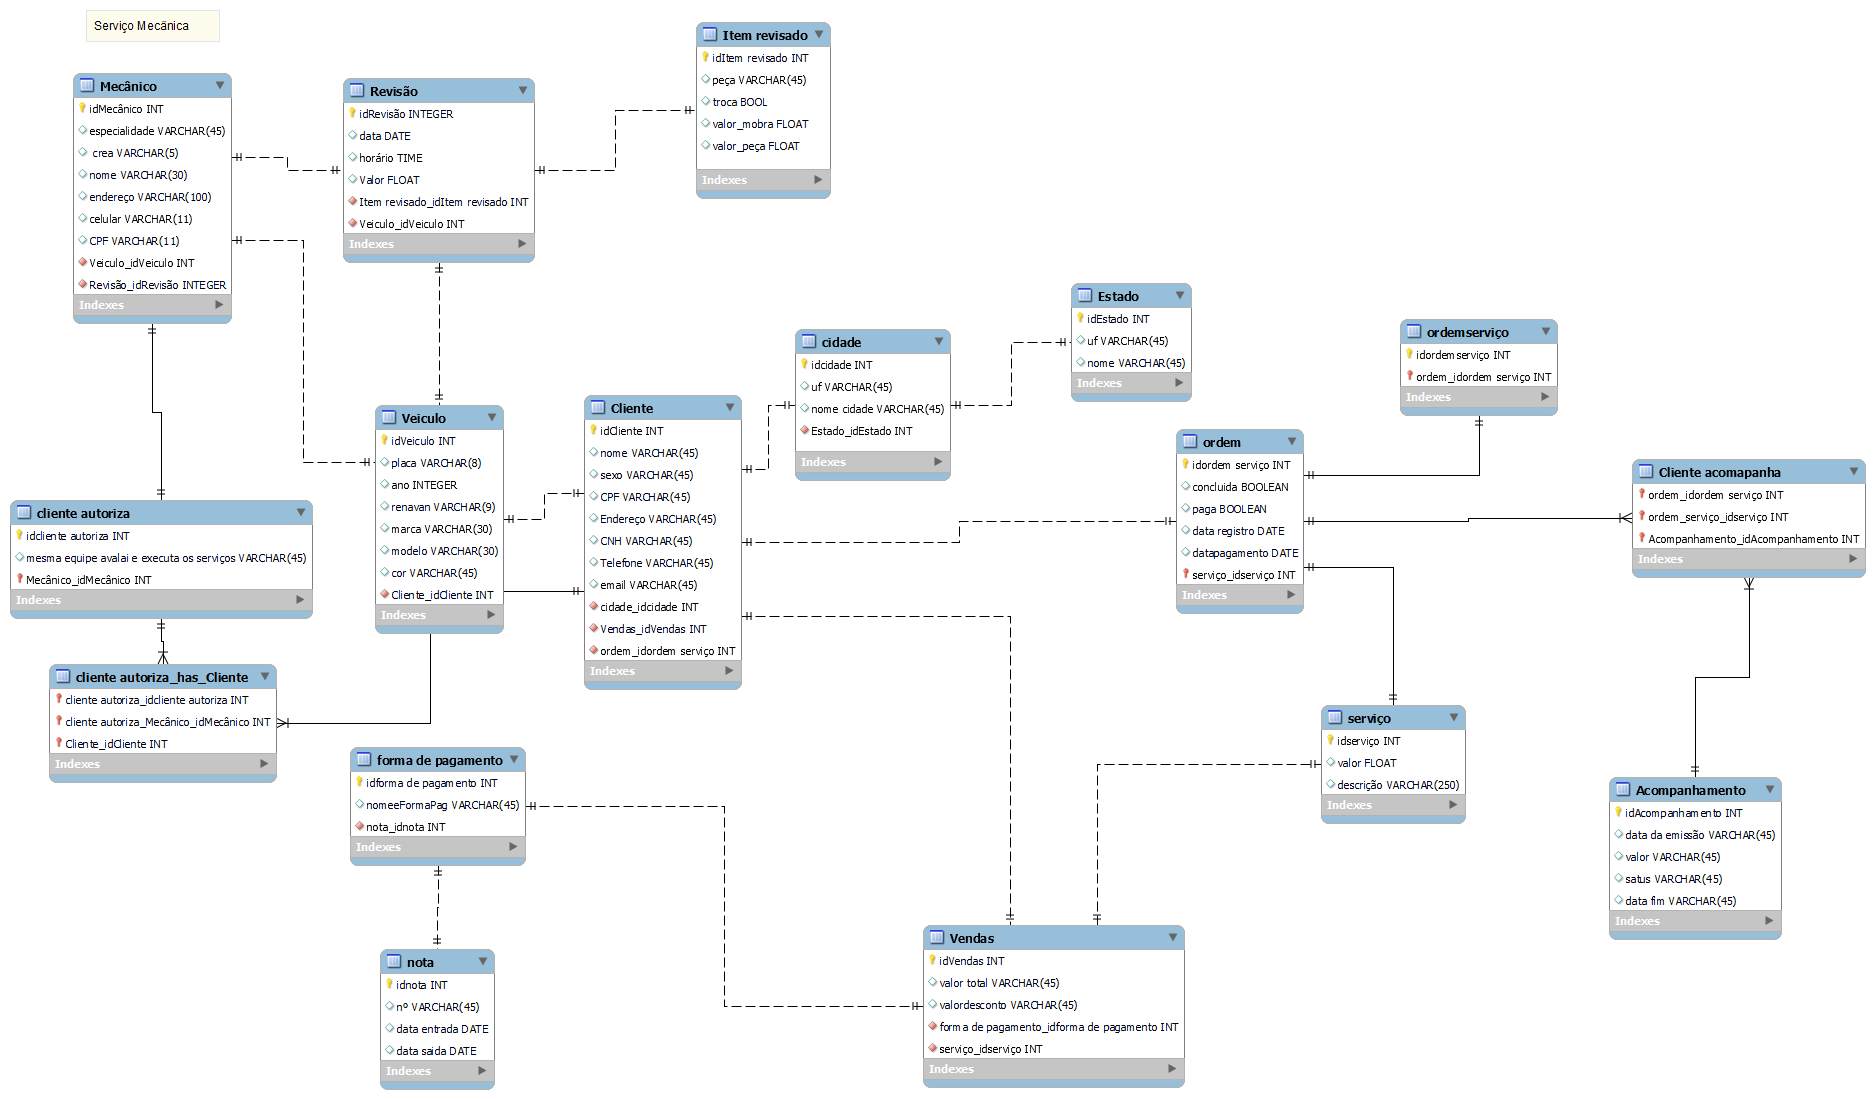 Serviço Mecânica
Mecânico
idMecânico INT
especialidade VARCHAR(45)
crea VARCHAR(5)
nome VARCHAR(30)
endereço VARCHAR(100)
celular VARCHAR(11)
CPF VARCHAR(11)
Veiculo_idVeiculo INT
Revisão_idRevisão INTEGER
Indexes
Revisão
idRevisão INTEGER
data DATE
horário TIME
Valor FLOAT
Item revisado_idItem revisado INT
Veiculo_idVeiculo INT
Indexes
Item revisado
idItem revisado INT
peça VARCHAR(45)
troca BOOL
valor_mobra FLOAT
valor_peça FLOAT
Indexes
Estado
idEstado INT
uf VARCHAR(45)
nome VARCHAR(45)
Indexes
cidade
idcidade INT
uf VARCHAR(45)
nome cidade VARCHAR(45)
Estado_idEstado INT
Indexes
ordemserviço
idordemserviço INT
ordem_idordem serviço INT
Indexes
Veiculo
idVeiculo INT
placa VARCHAR(8)
ano INTEGER
renavan VARCHAR(9)
marca VARCHAR(30)
modelo VARCHAR(30)
cor VARCHAR(45)
Cliente_idCliente INT
Indexes
Cliente
idCliente INT
nome VARCHAR(45)
sexo VARCHAR(45)
CPF VARCHAR(45)
Endereço VARCHAR(45)
CNH VARCHAR(45)
Telefone VARCHAR(45)
email VARCHAR(45)
cidade_idcidade INT
Vendas_idVendas INT
ordem_idordem serviço INT
Indexes
ordem
idordem serviço INT
concluida BOOLEAN
paga BOOLEAN
data registro DATE
datapagamento DATE
serviço_idserviço INT
Indexes
Cliente acomapanha
ordem_idordem serviço INT
ordem_serviço_idserviço INT
Acompanhamento_idAcompanhamento INT
Indexes
cliente autoriza
idcliente autoriza INT
mesma equipe avalai e executa os serviços VARCHAR(45)
Mecânico_idMecânico INT
Indexes
cliente autoriza_has_Cliente
cliente autoriza_idcliente autoriza INT
cliente autoriza_Mecânico_idMecânico INT
Cliente_idCliente INT
Indexes
serviço
idserviço INT
valor FLOAT
descrição VARCHAR(250)
Indexes
forma de pagamento
idforma de pagamento INT
nomeeFormaPag VARCHAR(45)
nota_idnota INT
Indexes
Acompanhamento
idAcompanhamento INT
data da emissão VARCHAR(45)
valor VARCHAR(45)
satus VARCHAR(45)
data fim VARCHAR(45)
Indexes
nota
idnota INT
nº VARCHAR(45)
data entrada DATE
data saida DATE
Indexes
Vendas
idVendas INT
valor total VARCHAR(45)
valordesconto VARCHAR(45)
forma de pagamento_idforma de pagamento INT
serviço_idserviço INT
Indexes